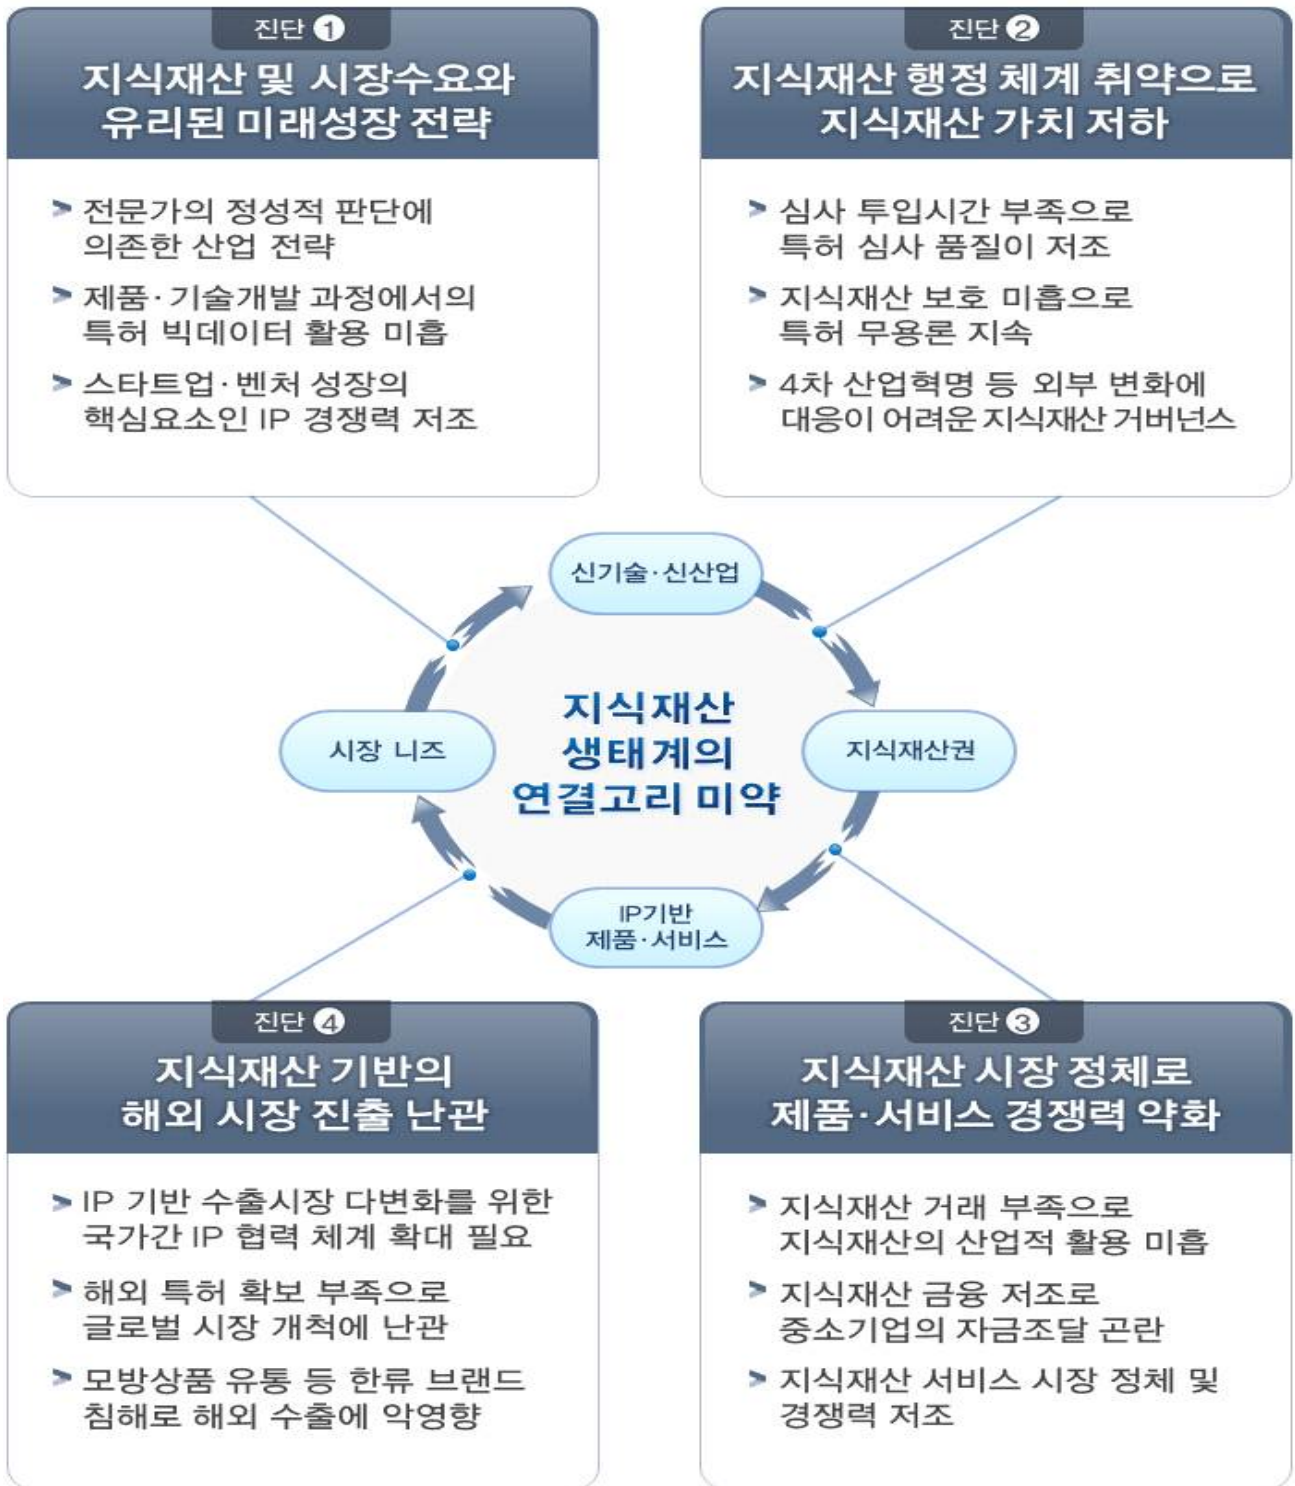 진단 1
지식재산 및 시장수요와
유리된 미래성장 전략
전문가의 정성적 판단에
의존한 산업 전략
제품·기술개발 과정에서의
특허 빅데이터 활용 미흡
스타트업·벤처 성장의
핵심요소인 IP 경쟁력 저조
진단 2
지식재산 행정 체계 취약으로
지식재산 가치 저하
심사 투입시간 부족으로
특허 심사 품질이 저조
지식재산 보호 미흡으로
특허 무용론 지속
4차 산업혁명 등 외부 변화에
대응이 어려운 지식재산 거버넌스
신기술·신산업
시장 니즈
지식재산
생태계의
연결고리 미약
지식재산권
IP기반
제품·서비스
진단 4
지식재산 기반의
해외 시장 진출 난관
IP 기반 수출시장 다변화를 위한
국가간 IP 협력 체계 확대 필요
해외 특허 확보 부족으로
글로벌 시장 개척에 난관
모방상품 유통 등 한류 브랜드
침해로 해외 수출에 악영향
진단 3
지식재산 시장 정체로
제품·서비스 경쟁력 약화
지식재산 거래 부족으로
지식재산의 산업적 활용 미흡
지식재산 금융 저조로
중소기업의 자금조달 곤란
지식재산 서비스 시장 정체 및
경쟁력 저조